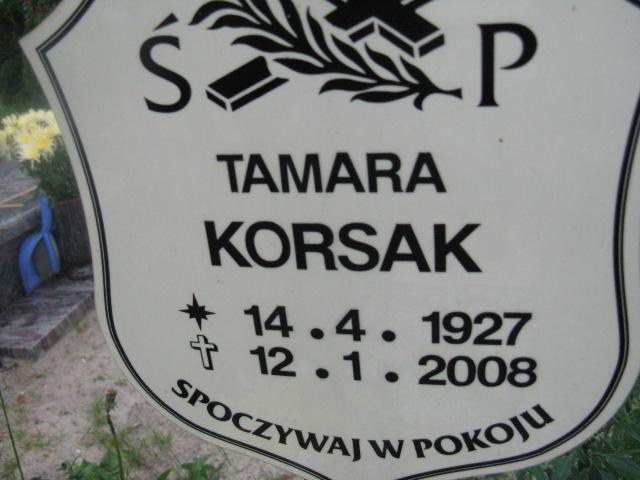 Ś P
TAMARA
KORSAK
14.4.1927
12.1.2008
SPOCZYWAJ W POKOJU